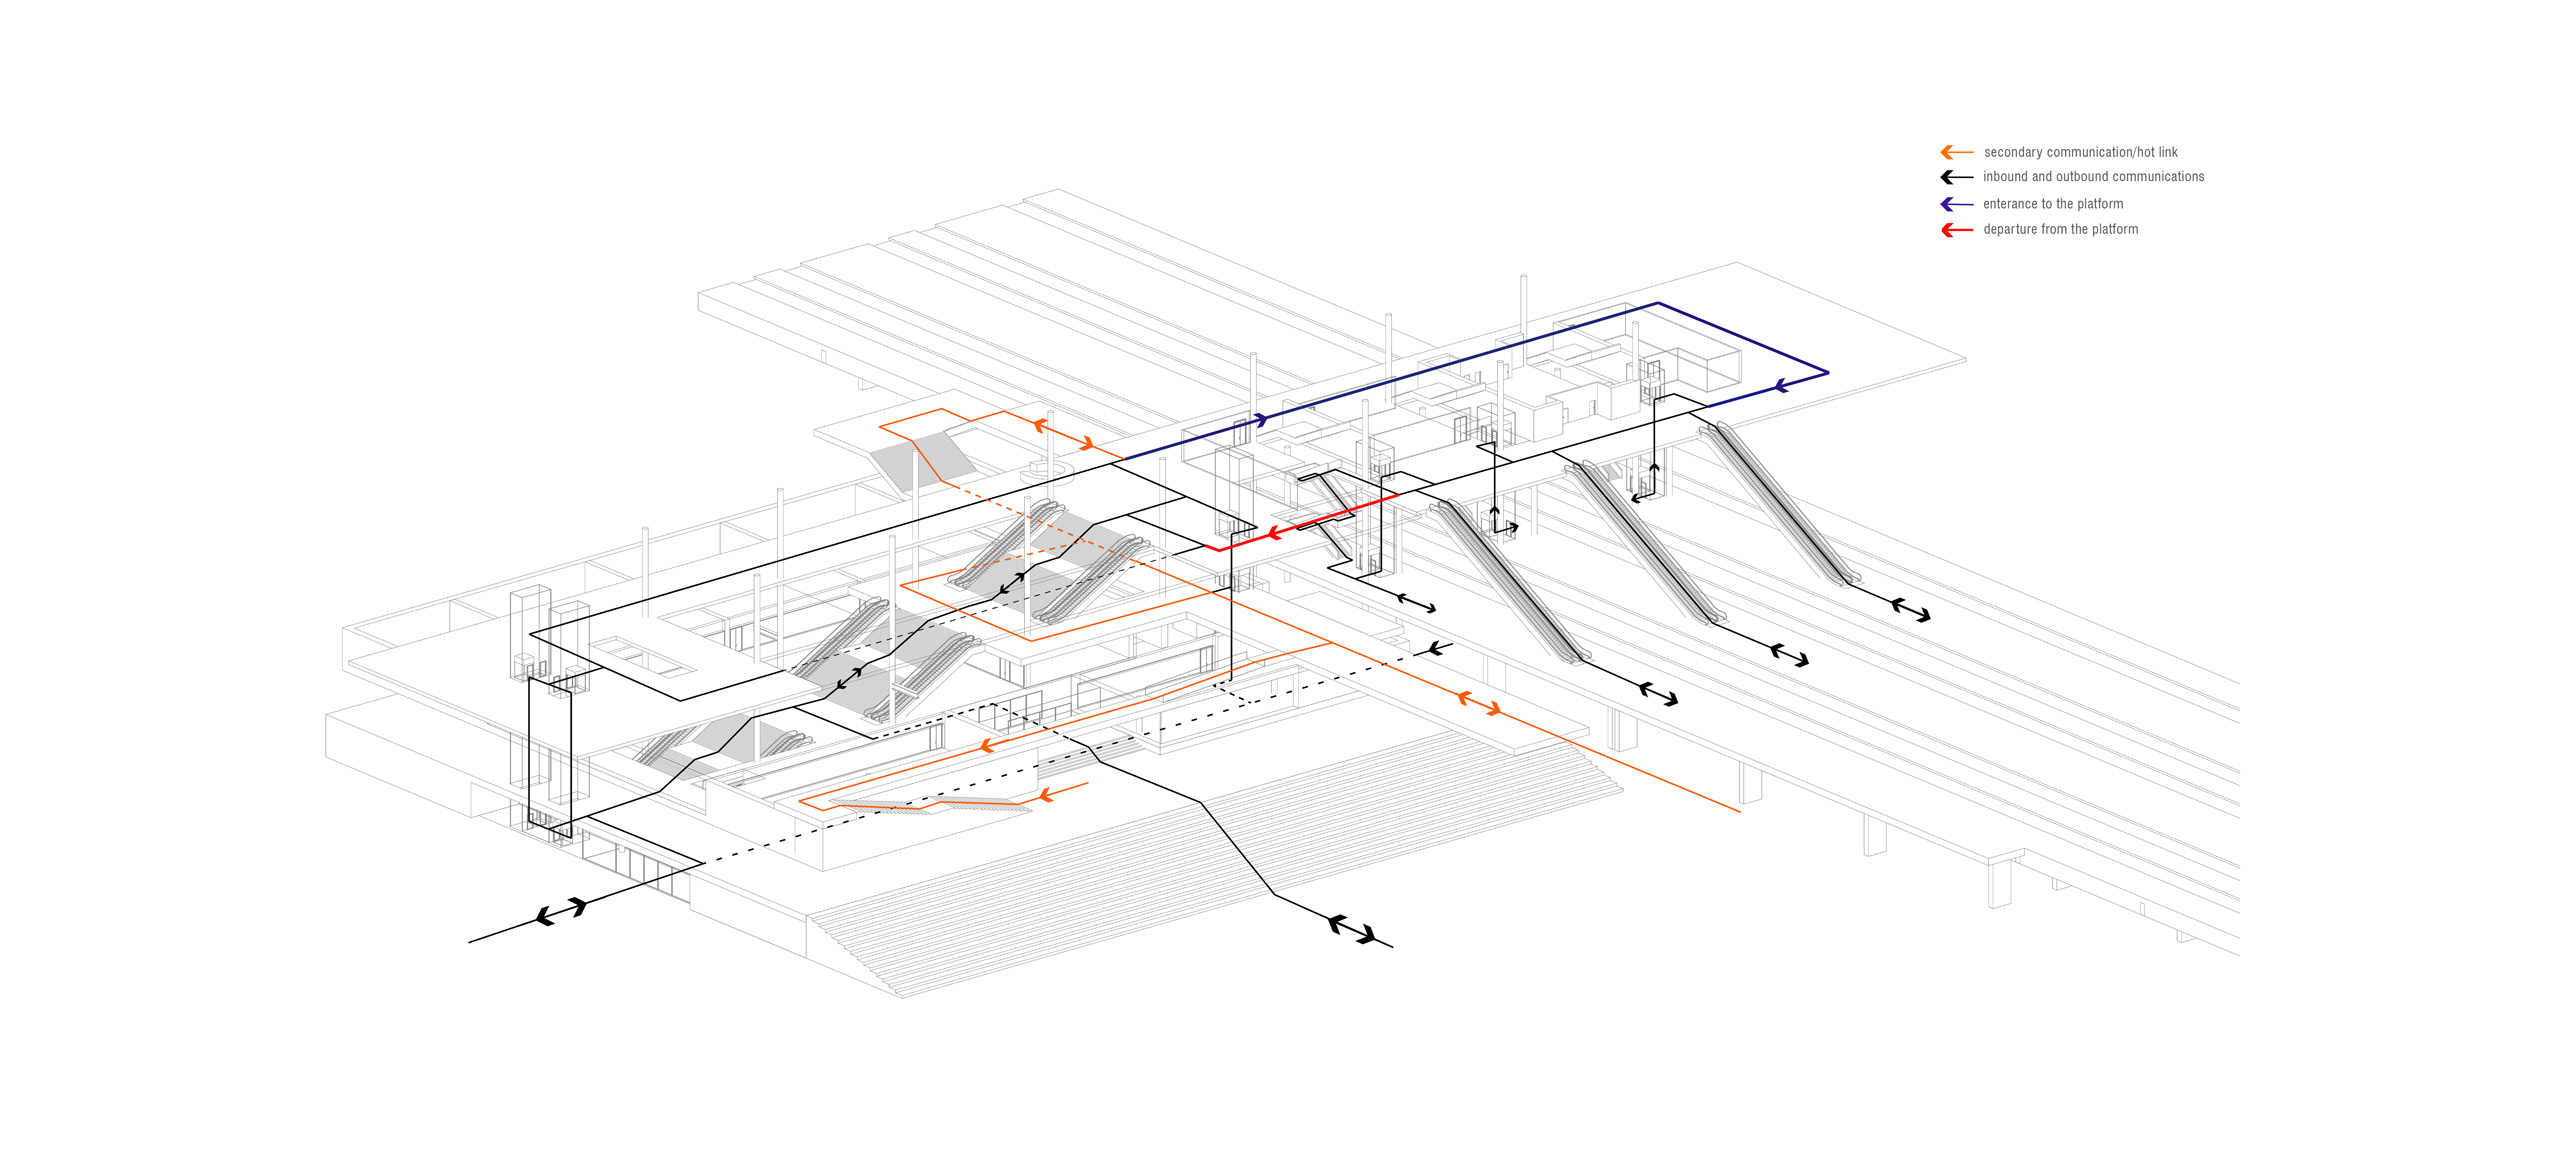 secondary communication/hot link
inbound and outbound communications
enterance to the platform
departure from the platform